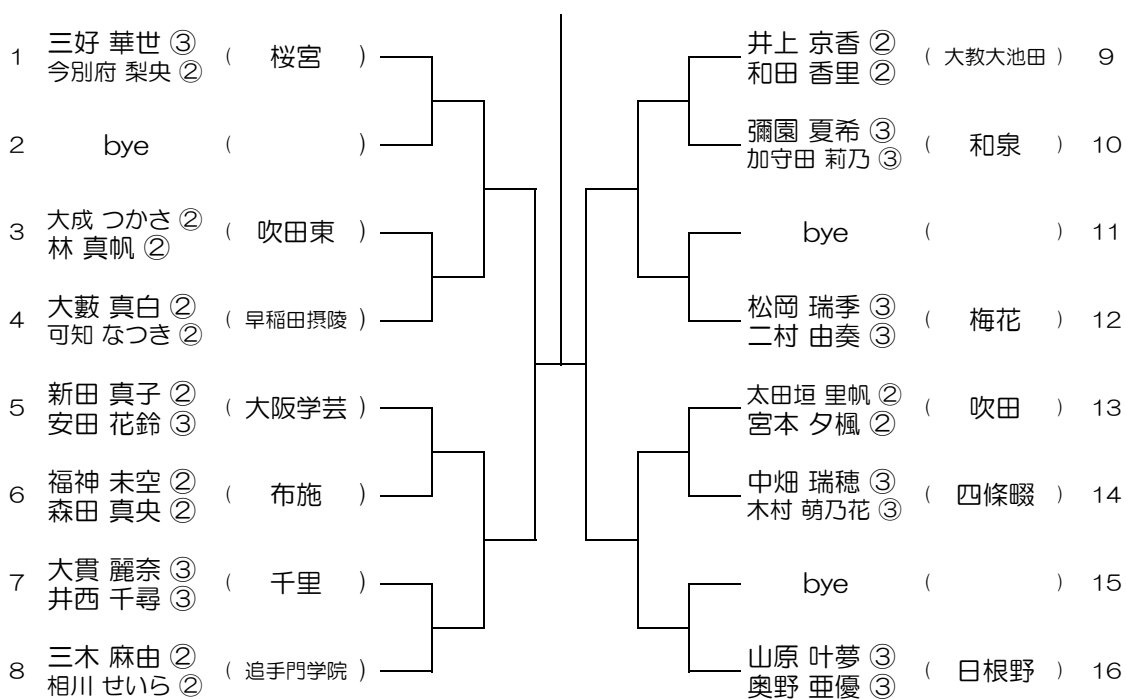 三好 華世 ③
1 ( 桜宮 )
今別府 梨央 ②
2 bye ( )
大成 つかさ ②
3 ( 吹田東 )
林 真帆 ②
大藪 真白 ②
4 ( 早稲田摂陵 )
可知 なつき ②
新田 真子 ②
5 ( 大阪学芸 )
安田 花鈴 ③
福神 未空 ②
6 ( 布施 )
森田 真央 ②
大貫 麗奈 ③
7 ( 千里 )
井西 千尋 ③
三木 麻由 ②
8 ( 追手門学院 )
相川 せいら ②
井上 京香 ②
( 大教大池田 ) 9
和田 香里 ②
彌園 夏希 ③
( 和泉 ) 10
加守田 莉乃 ③
bye ( ) 11
松岡 瑞季 ③
( 梅花 ) 12
二村 由奏 ③
太田垣 里帆 ②
( 吹田 ) 13
宮本 夕楓 ②
中畑 瑞穂 ③
( 四條畷 ) 14
木村 萌乃花 ③
bye ( ) 15
山原 叶夢 ③
( 日根野 ) 16
奥野 亜優 ③